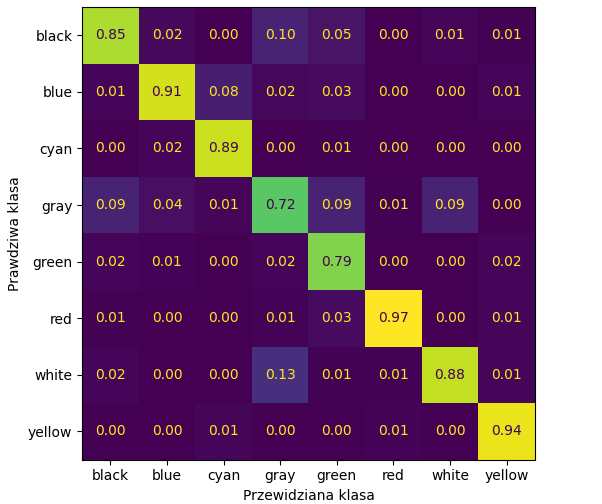 Prawdziwa klasa
black 0.85 0.02 0.00 0.10 0.05 0.00 0.01 0.01
blue 0.01 0.91 0.08 0.02 0.03 0.00 0.00 0.01
cyan 0.00 0.02 0.89 0.00 0.01 0.00 0.00 0.00
gray 0.09 0.04 0.01 0.72 0.09 0.01 0.09 0.00
green 0.02 0.01 0.00 0.02 0.79 0.00 0.00 0.02
red 0.01 0.00 0.00 0.01 0.03 0.97 0.00 0.01
white 0.02 0.00 0.00 0.13 0.01 0.01 0.88 0.01
yellow 0.00 0.00 0.01 0.00 0.00 0.01 0.00 0.94
black blue cyan gray green red white yellow
Przewidziana klasa